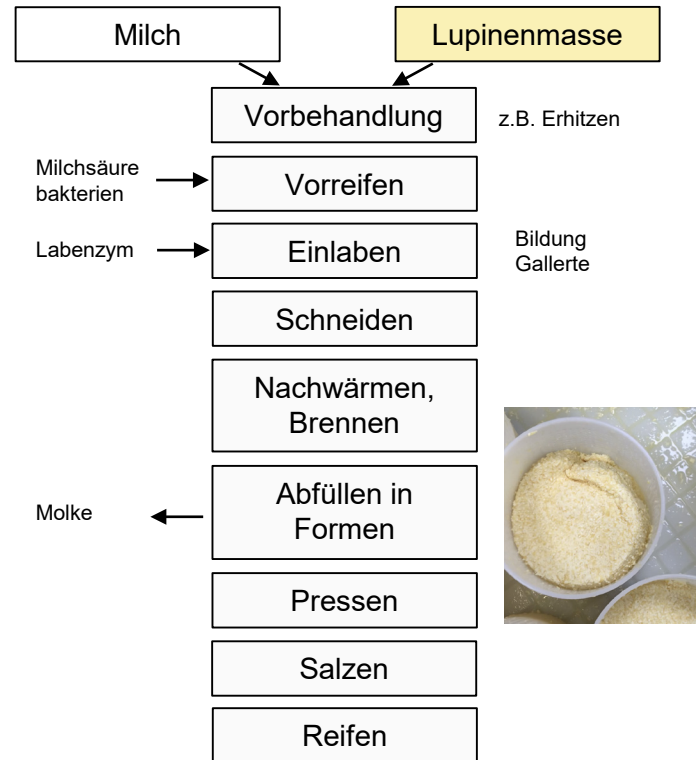 Milch
Lupinenmasse
Vorbehandlung
z.B. Erhitzen
Milchsäure
bakterien
Vorreifen
Labenzym
Einlaben
Bildung
Gallerte
Schneiden
Nachwärmen,
Brennen
Molke
Abfüllen in
Formen
Pressen
Salzen
Reifen